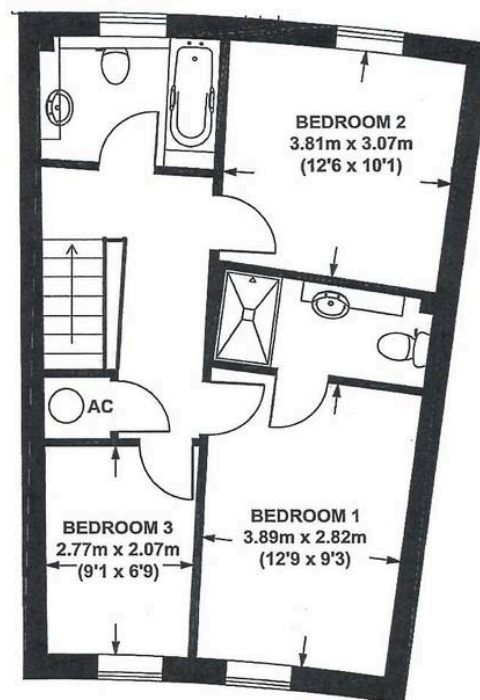 BEDROOM 2
3.81m x 3.07m
(12'6 x 10'1)
AC
BEDROOM 3
2.77m x 2.07m
(9'1 x 6'9)
BEDROOM 1
3.89m x 2.82m
(12'9 x 9'3)